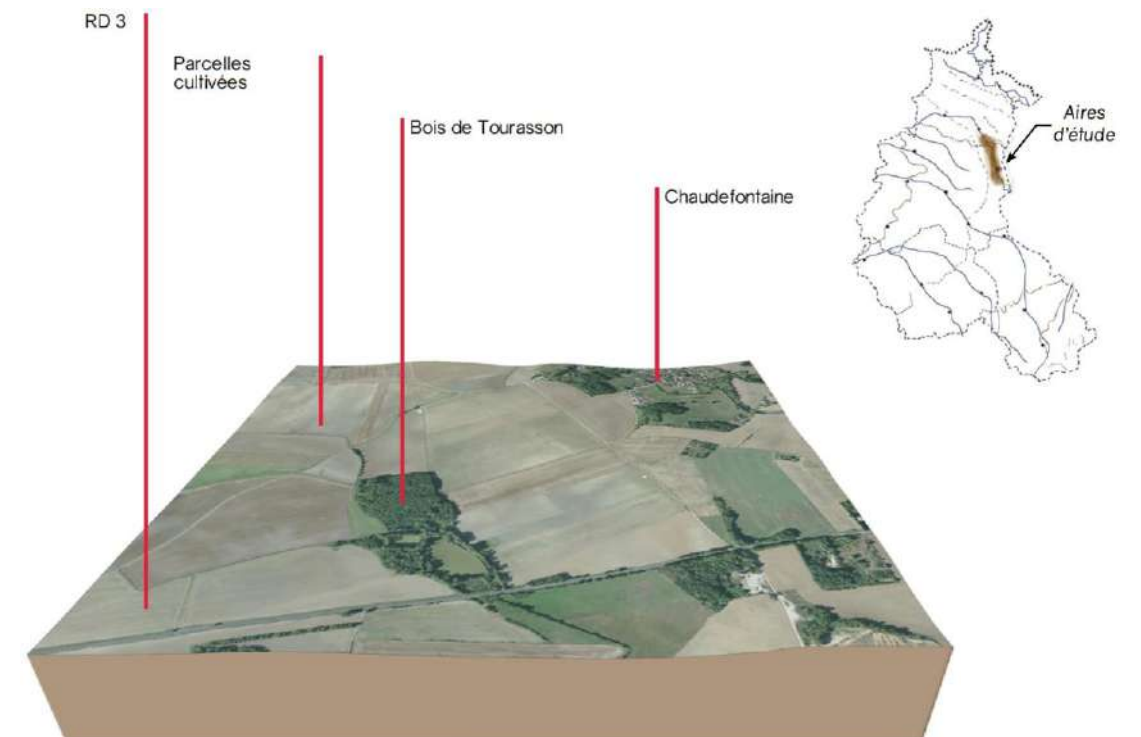 RD 3
Parcelles
cultivées
Bois de Tourasson
Chaudefontaine
Aires
d'étude